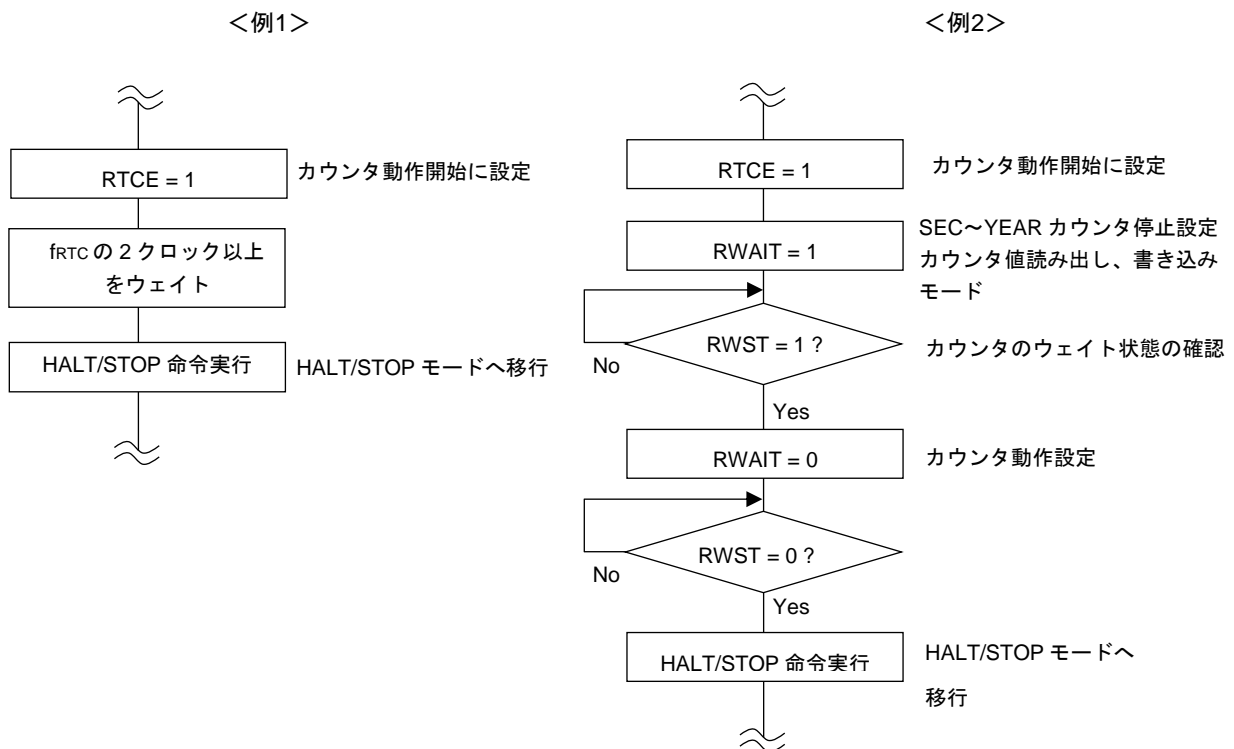 ＜例1＞
RTCE = 1
カウンタ動作開始に設定
fRTC の 2 クロック以上
をウェイト
HALT/STOP 命令実行
HALT/STOP モードへ移行
＜例2＞
RTCE = 1
カウンタ動作開始に設定
RWAIT = 1
SEC～YEAR カウンタ停止設定
カウンタ値読み出し、書き込み
モード
RWST = 1 ?
カウンタのウェイト状態の確認
No
Yes
RWAIT = 0
カウンタ動作設定
RWST = 0 ?
No
Yes
HALT/STOP 命令実行
HALT/STOP モードへ
移行